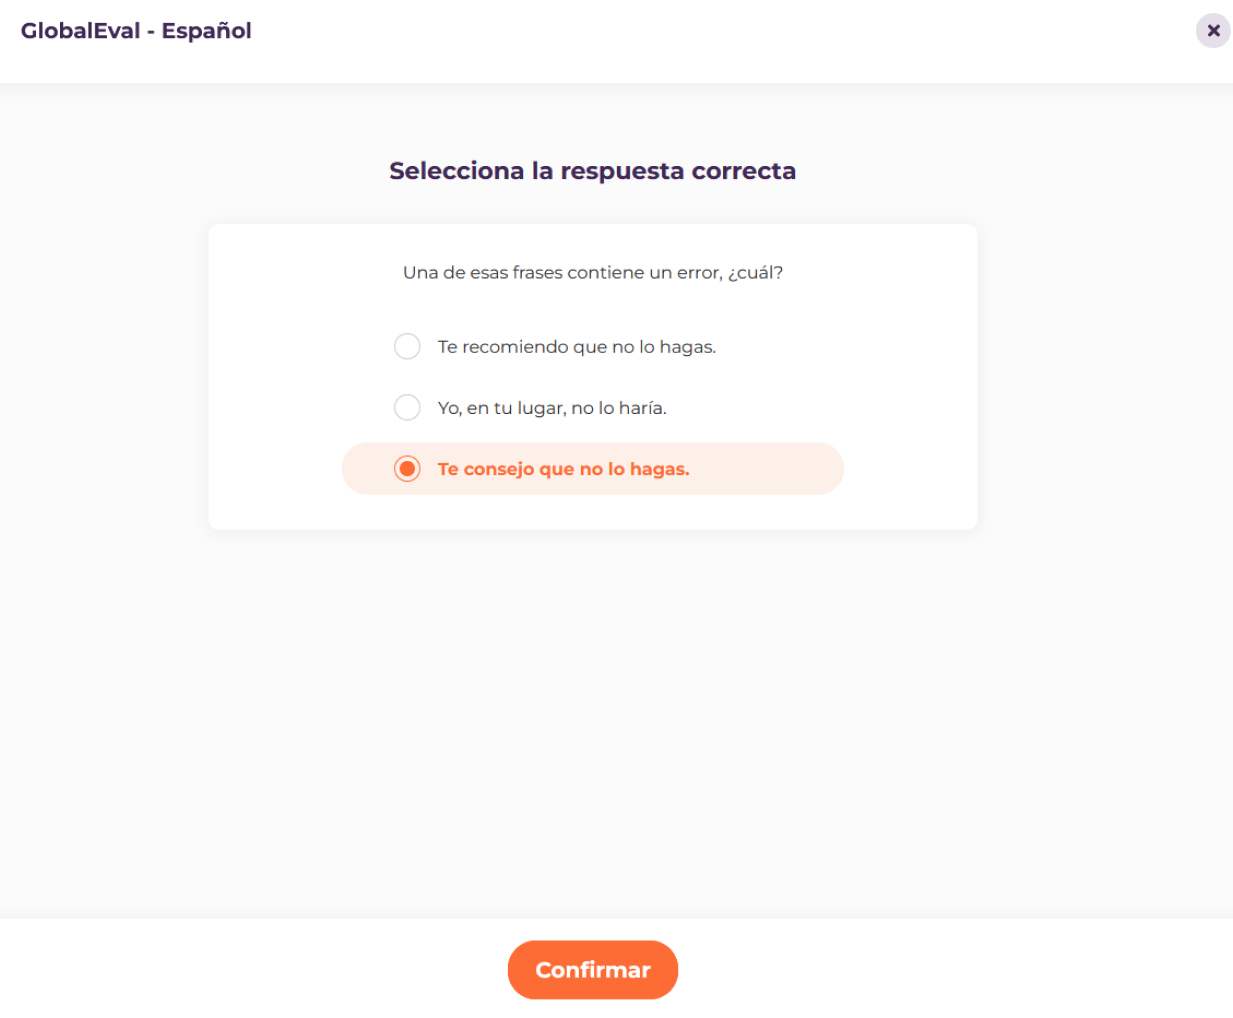 GlobalEval - Español
Selecciona la respuesta correcta
Una de esas frases contiene un error, ¿cuál?
Te recomiendo que no lo hagas.
Yo, en tu lugar, no lo haría.
Te consejo que no lo hagas.
Confirmar